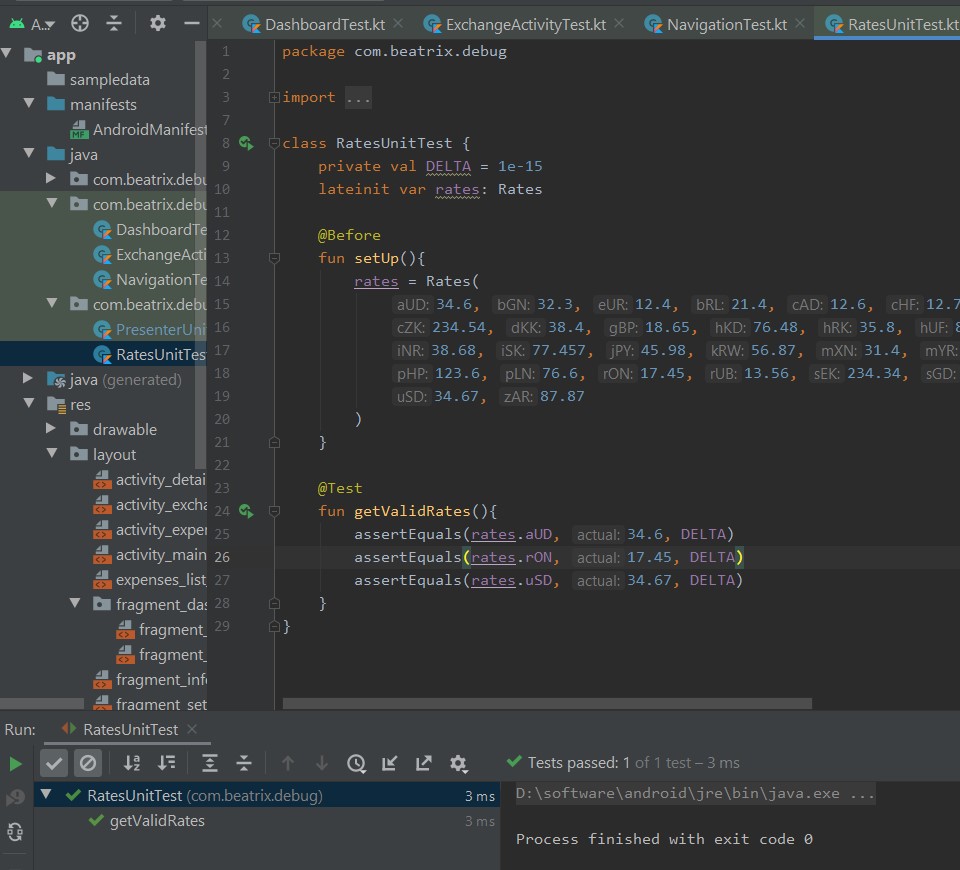 A...
DashboardTest.kt
ExchangeActivityTest.kt
NavigationTest.kt
RatesUnitTest.kt
app
sampledata
manifests
AndroidManifest
java
com.beatrix.debu
com.beatrix.debu
DashboardTe
ExchangeActi
NavigationTe
com.beatrix.debu
PresenterUni
RatesUnitTes
java (generated)
res
drawable
layout
activity_detai
activity_excha
activity_exper
activity_main
expenses_list_
fragment_das
fragment_
fragment_
fragment_info
fragment_set
1 package com.beatrix.debug
2
3 import ...
7
8 class RatesUnitTest {
9 private val DELTA = 1e-15
10 lateinit var rates: Rates
11
12 @Before
13 fun setUp(){
14 rates = Rates(
15 aUD: 34.6, bGN: 32.3, eUR: 12.4, bRL: 21.4, cAD: 12.6, cHF: 12.7
16 cZK: 234.54, dKK: 38.4, gBP: 18.65, hKD: 76.48, hRK: 35.8, hUF: 8
17 iNR: 38.68, iSK: 77.457, jPY: 45.98, kRW: 56.87, mXN: 31.4, mYR:
18 pHP: 123.6, pLN: 76.6, rON: 17.45, rUB: 13.56, sEK: 234.34, sGD:
19 uSD: 34.67, zAR: 87.87
20 )
21 }
22
23 @Test
24 fun getValidRates(){
25 assertEquals(rates.aUD, actual: 34.6, DELTA)
26 assertEquals(rates.rON, actual: 17.45, DELTA)
27 assertEquals(rates.uSD, actual: 34.67, DELTA)
28 }
29 }
Run: RatesUnitTest
Tests passed: 1 of 1 test – 3 ms
RatesUnitTest (com.beatrix.debug) 3 ms
getValidRates 3 ms
D:\software\android\jre\bin\java.exe ...
Process finished with exit code 0